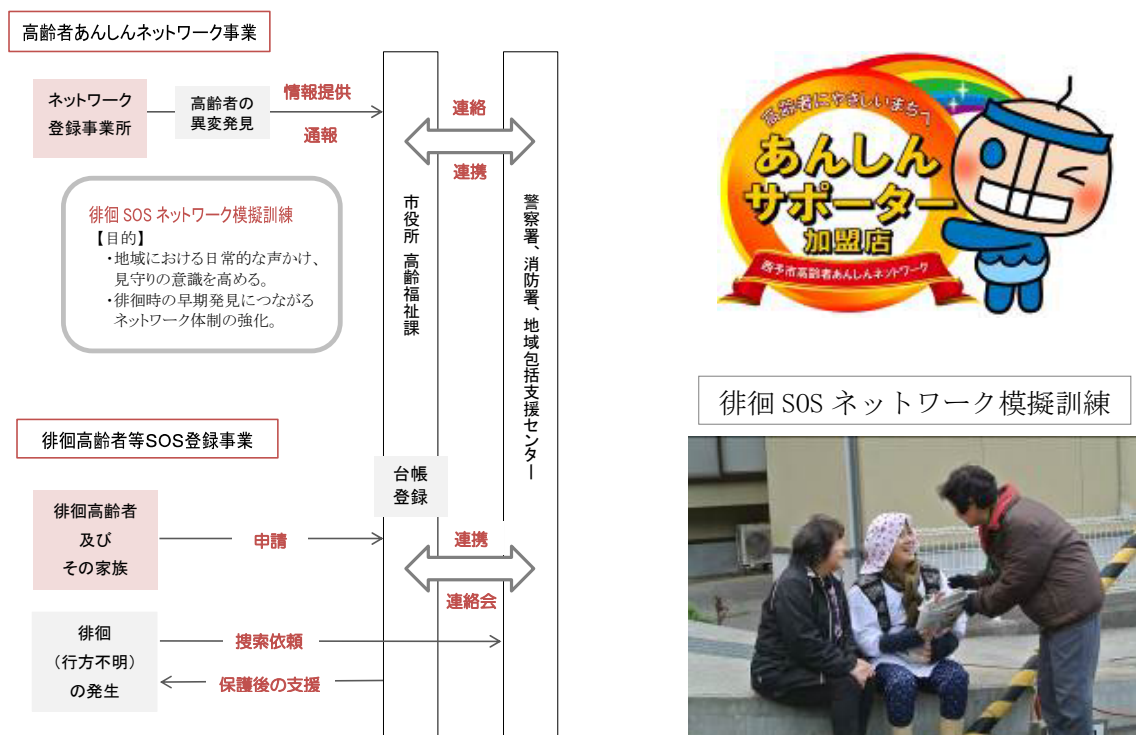 高齢者あんしんネットワーク事業
ネットワーク
登録事業所
高齢者の
異変発見
情報提供
通報
連絡
連携
徘徊 SOS ネットワーク模擬訓練
【目的】
・地域における日常的な声かけ、
見守りの意識を高める。
・徘徊時の早期発見につながる
ネットワーク体制の強化。
市役所 高齢福祉課
警察署、消防署、地域包括支援センター
徘徊高齢者等SOS登録事業
台帳
登録
徘徊高齢者
及び
その家族
申請
連携
連絡会
徘徊
（行方不明）
の発生
捜索依頼
保護後の支援
高齢者にやさしいまちへ
あんしん
サポーター
加盟店
西予市高齢者あんしんネットワーク
徘徊 SOS ネットワーク模擬訓練